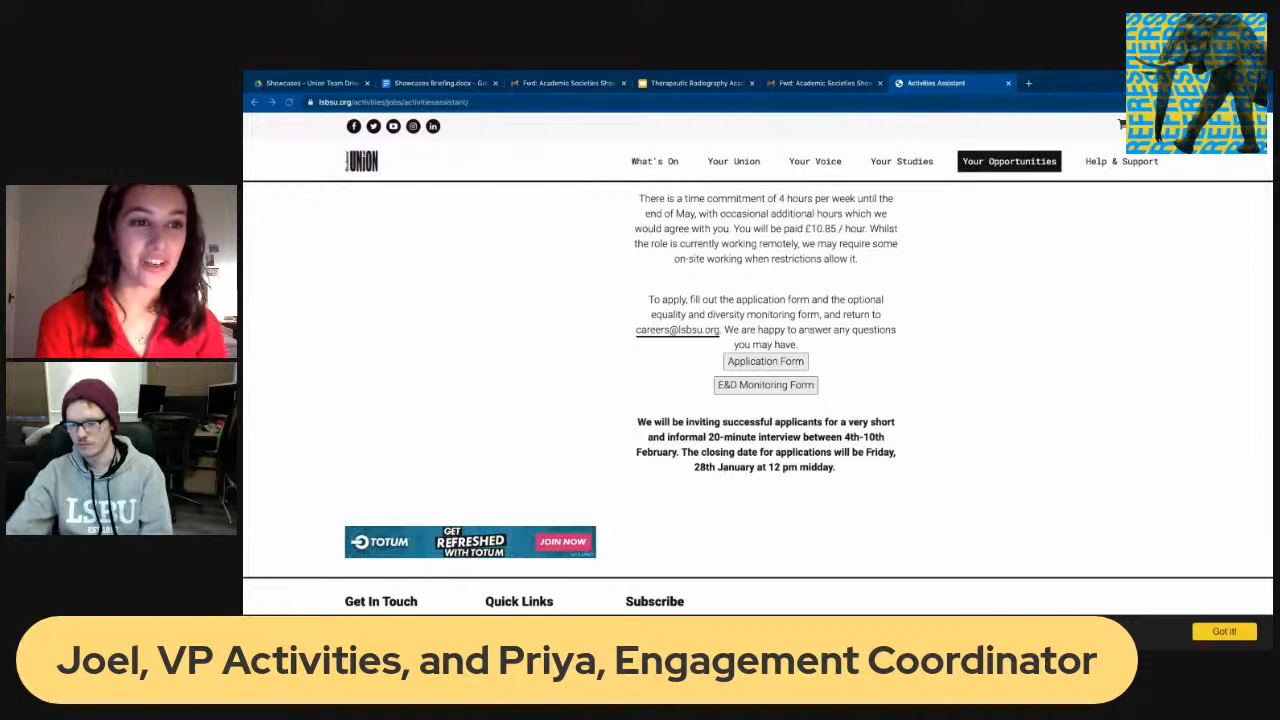 REFRESHERS
Showcases - Union Team Driv
Showcases Briefing.docx - Go
Fwd: Academic Societies Sho
Therapeutic Radiography Aca
Fwd: Academic Societies Sho
Activities Assistant
lsbsu.org/activities/jobs/activitiesassistant/
UNION
What's On
Your Union
Your Voice
Your Studies
Your Opportunities
Help & Support
There is a time commitment of 4 hours per week until the
end of May, with occasional additional hours which we
would agree with you. You will be paid £10.85 / hour. Whilst
the role is currently working remotely, we may require some
on-site working when restrictions allow it.
To apply, fill out the application form and the optional
equality and diversity monitoring form, and return to
careers@lsbsu.org. We are happy to answer any questions
you may have.
Application Form
E&D Monitoring Form
We will be inviting successful applicants for a very short
and informal 20-minute interview between 4th-10th
February. The closing date for applications will be Friday,
28th January at 12 pm midday.
LSBU
TOTUM
GET
REFRESHED
WITH TOTUM
JOIN NOW
Get In Touch
Quick Links
Subscribe
Got it!
Joel, VP Activities, and Priya, Engagement Coordinator